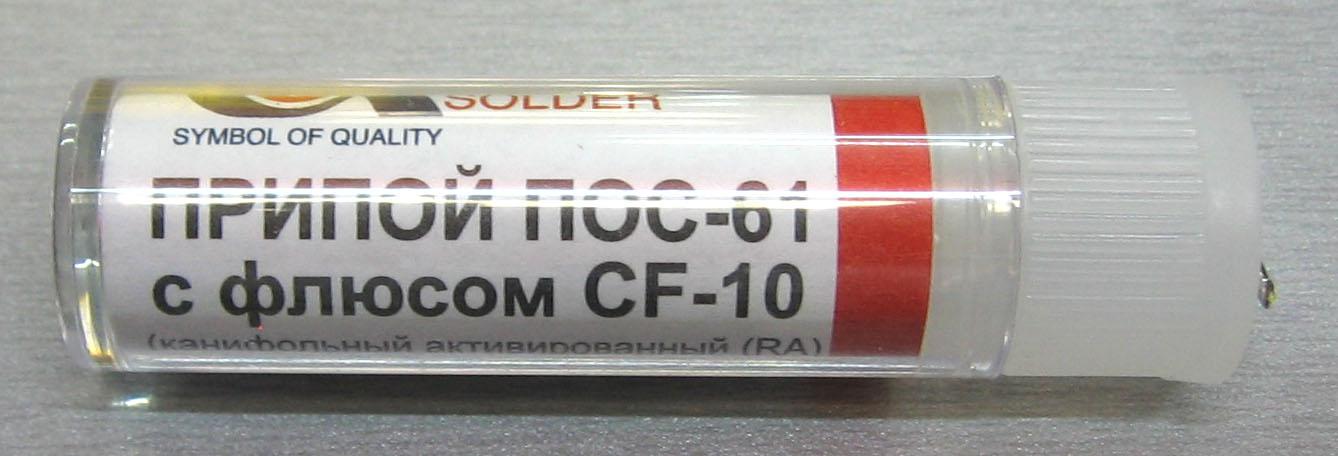 SOLDER
SYMBOL OF QUALITY
ПРИПОЙ ПОС-61
с флюсом CF-10
(канифольный активированный (RA)